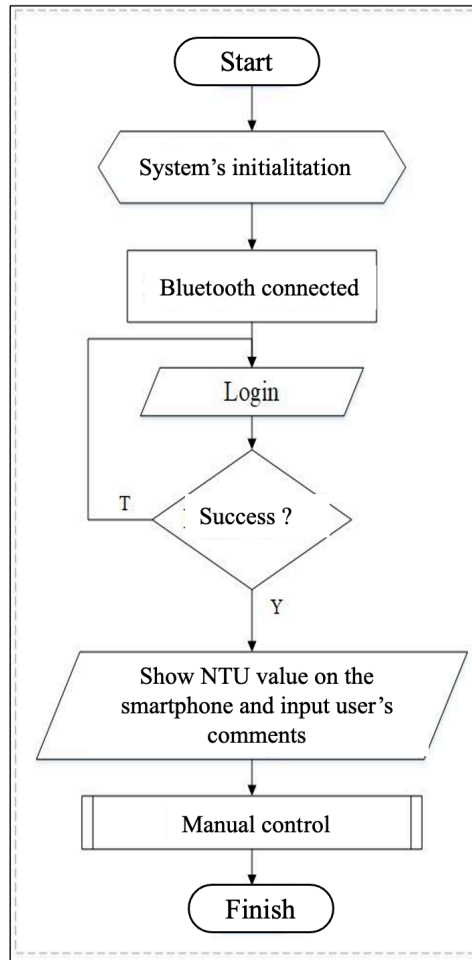 Start
System's initialitation
Bluetooth connected
Login
Success ?
T
Y
Show NTU value on the
smartphone and input user's
comments
Manual control
Finish